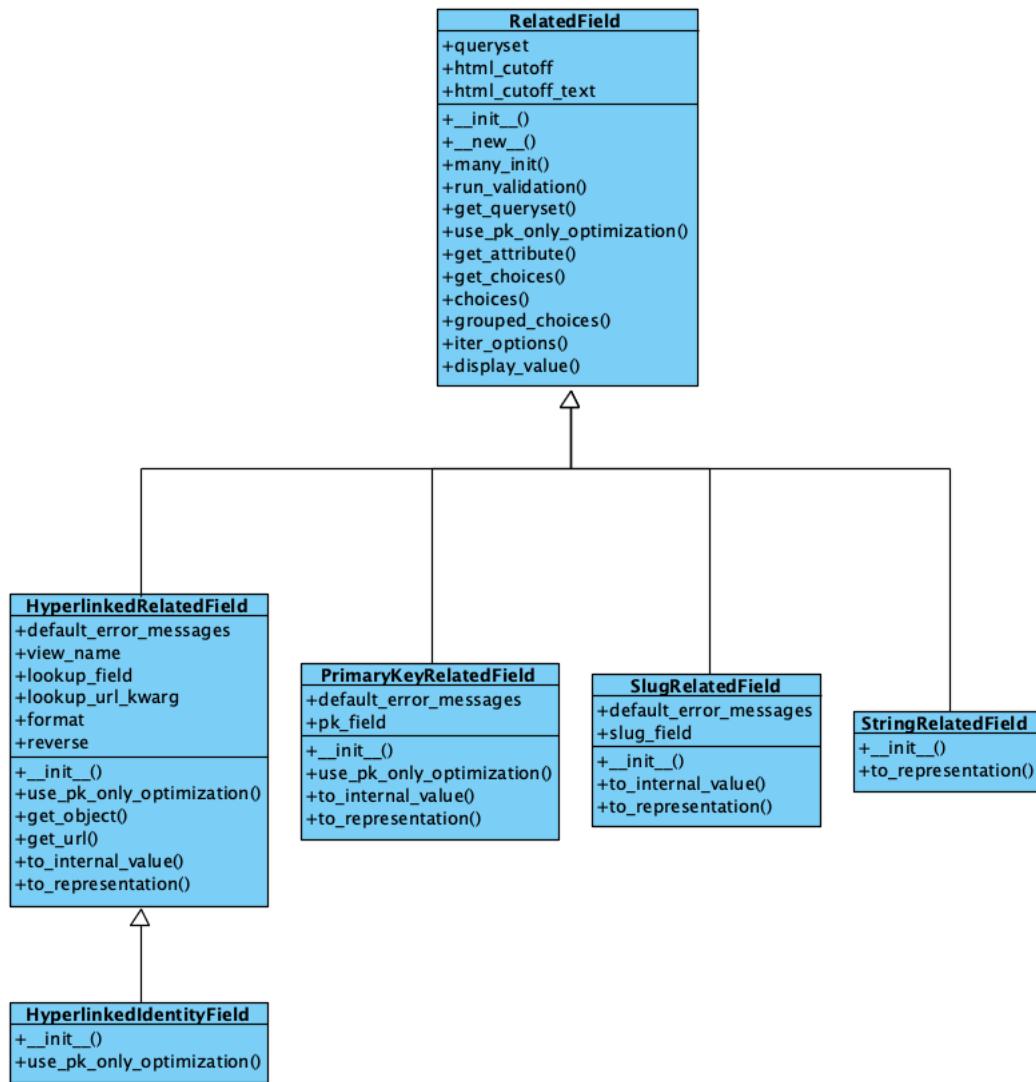 RelatedField
+queryset
+html_cutoff
+html_cutoff_text
+__init__()
+__new__()
+many_init()
+run_validation()
+get_queryset()
+use_pk_only_optimization()
+get_attribute()
+get_choices()
+choices()
+grouped_choices()
+iter_options()
+display_value()
HyperlinkedRelatedField
+default_error_messages
+view_name
+lookup_field
+lookup_url_kwarg
+format
+reverse
+__init__()
+use_pk_only_optimization()
+get_object()
+get_url()
+to_internal_value()
+to_representation()
PrimaryKeyRelatedField
+default_error_messages
+pk_field
+__init__()
+use_pk_only_optimization()
+to_internal_value()
+to_representation()
SlugRelatedField
+default_error_messages
+slug_field
+__init__()
+to_internal_value()
+to_representation()
StringRelatedField
+__init__()
+to_representation()
HyperlinkedIdentityField
+__init__()
+use_pk_only_optimization()